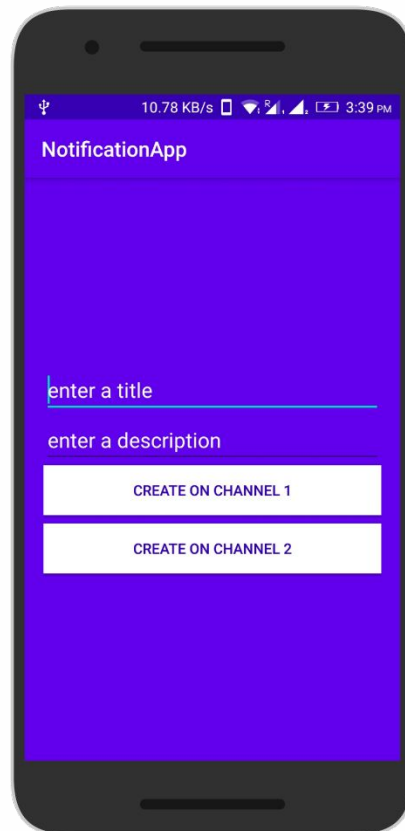 10.78 KB/s R 3:39 PM
NotificationApp
enter a title
enter a description
CREATE ON CHANNEL 1
CREATE ON CHANNEL 2